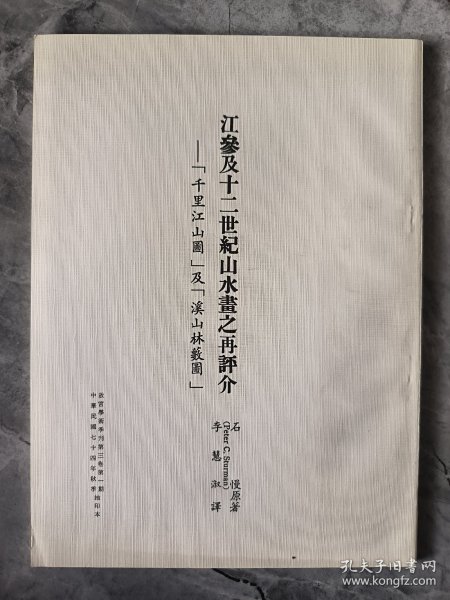 江參及十二世紀山水畫之再評介
——「千里江山圖」及「溪山林藪圖」
石慢原著
(Peter C. Sturman)
李慧淑譯
故宮學術季刊第三卷第一期
中華民國七十四年秋季抽印本
孔夫子旧书网
www.kongfz.com